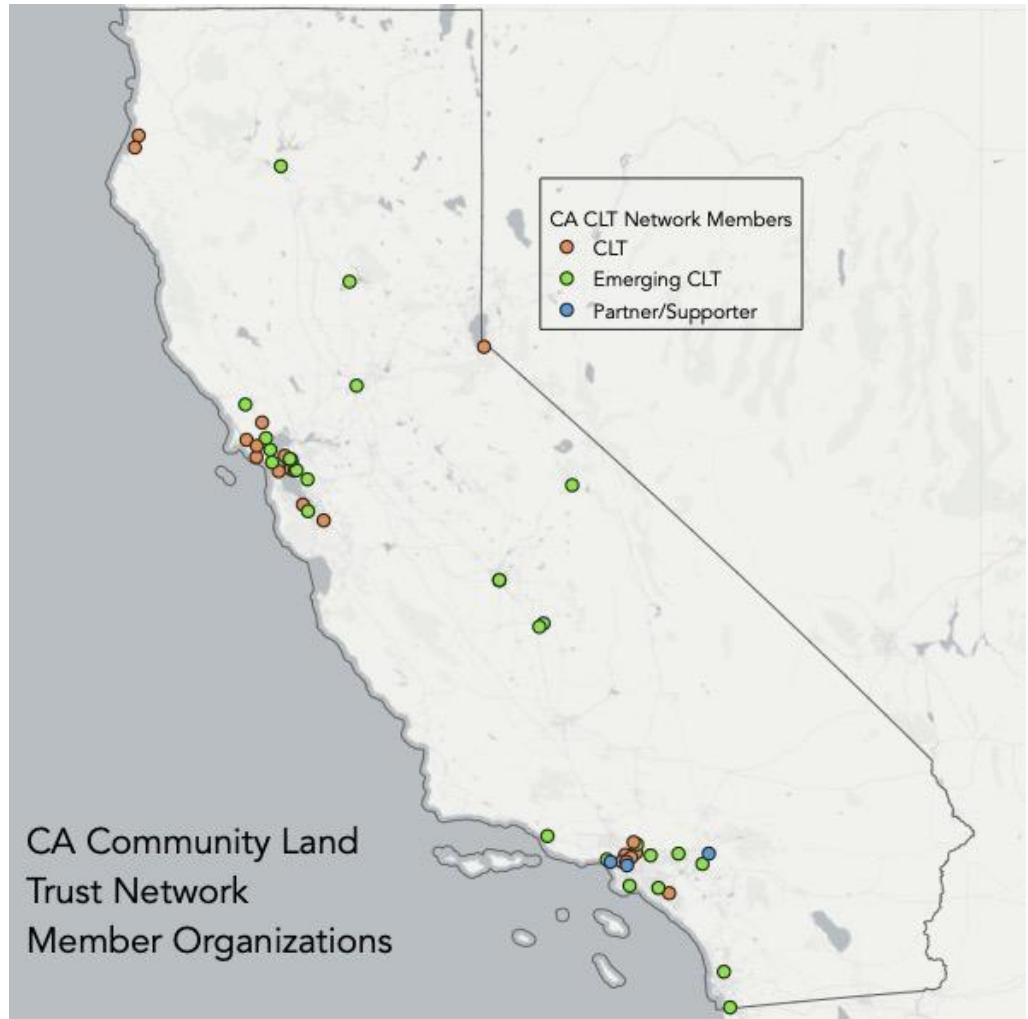 CA CLT Network Members
CLT
Emerging CLT
Partner/Supporter
CA Community Land
Trust Network
Member Organizations